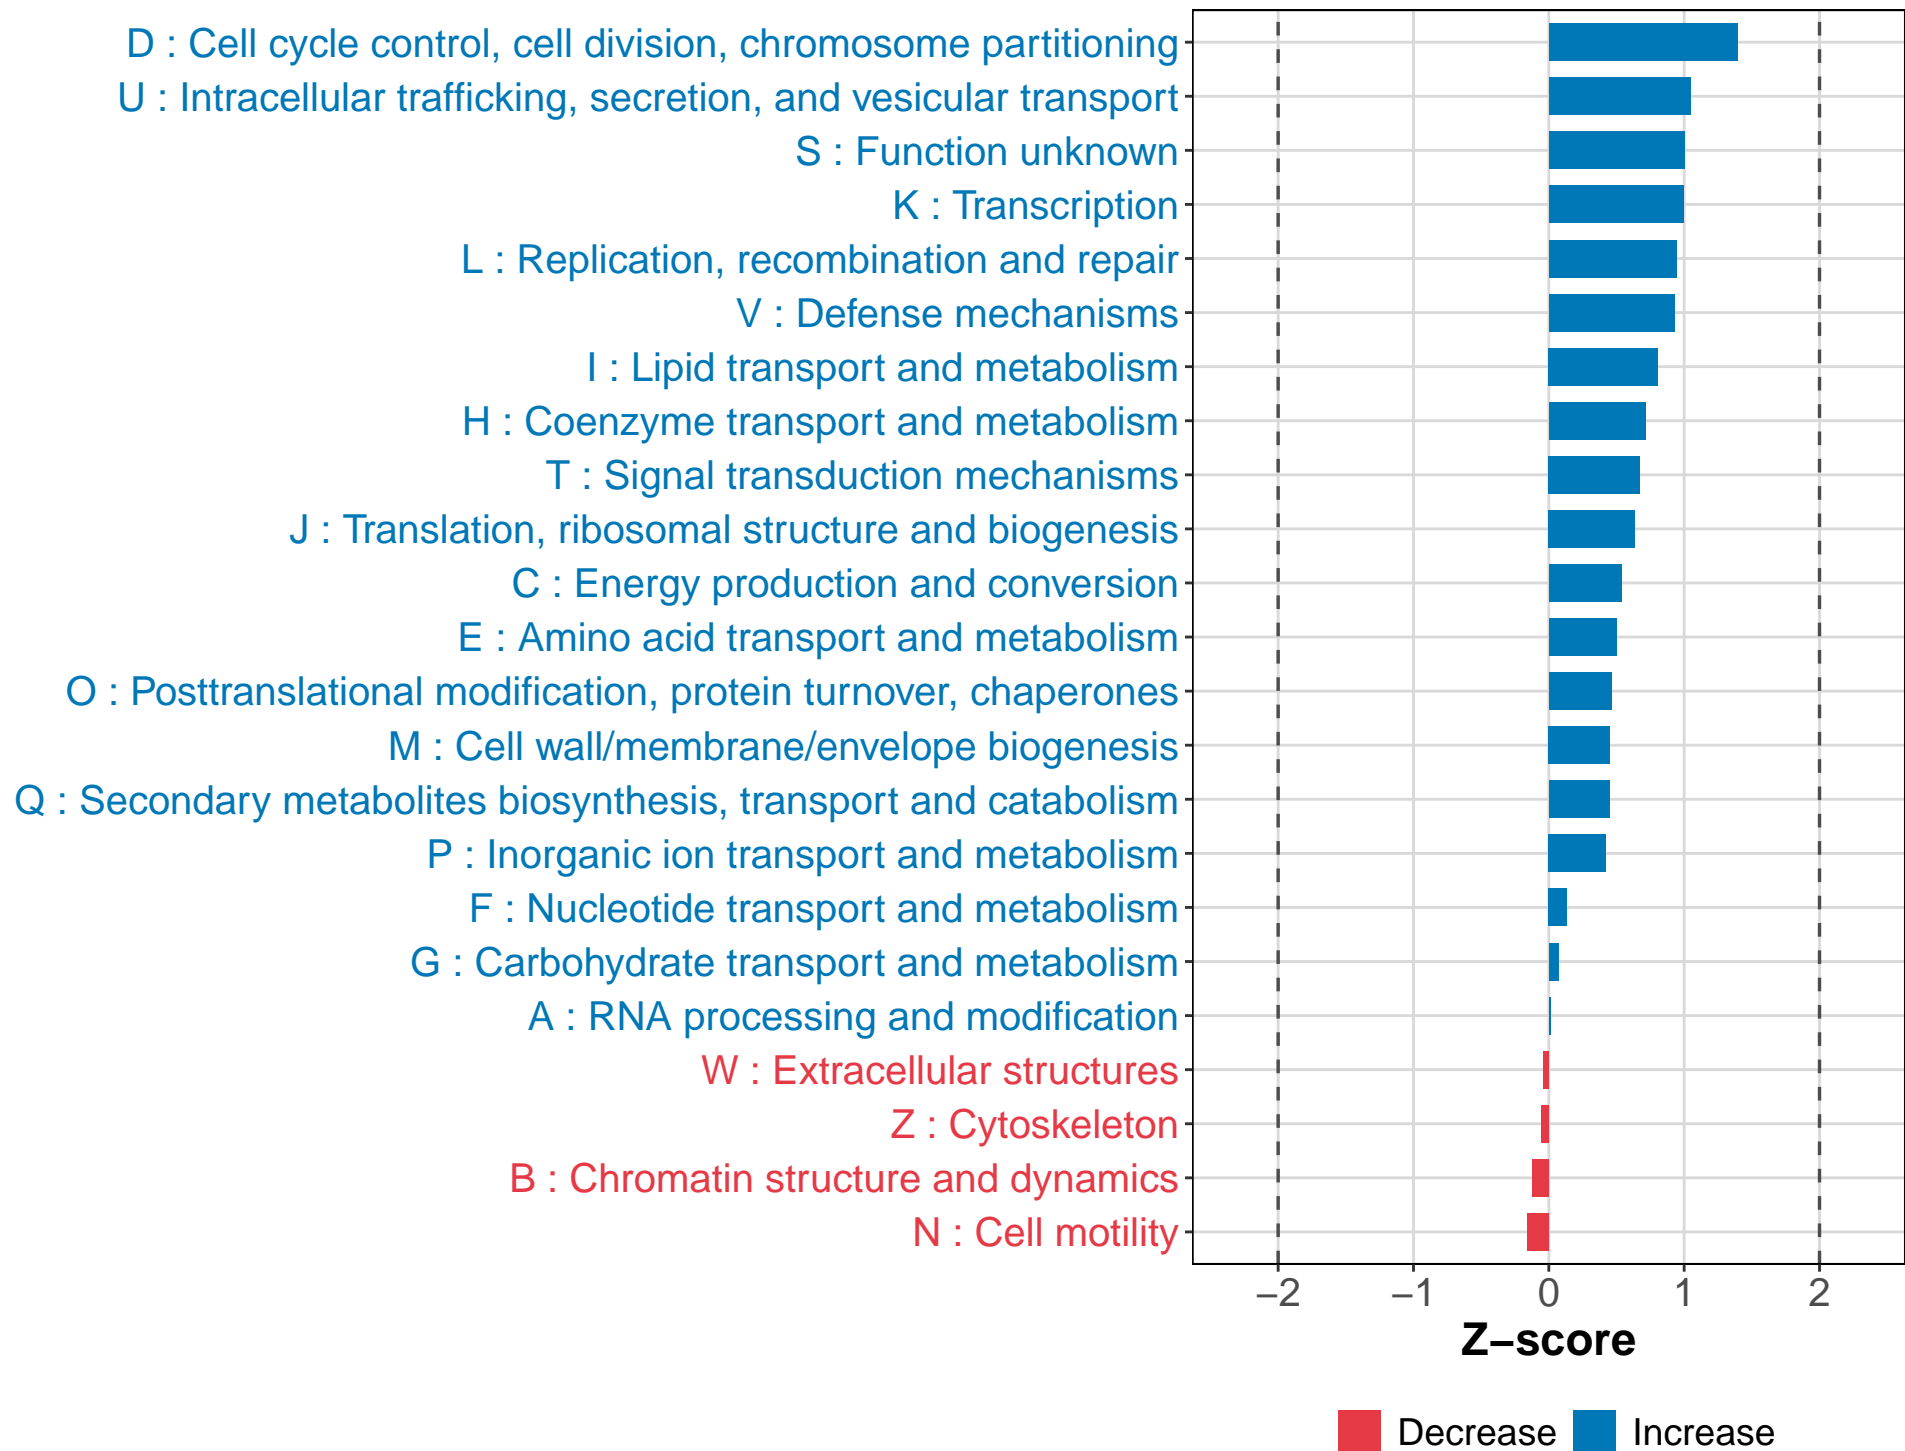 D : Cell cycle control, cell division, chromosome partitioning
U : Intracellular trafficking, secretion, and vesicular transport
S : Function unknown
K : Transcription
L : Replication, recombination and repair
V : Defense mechanisms
I : Lipid transport and metabolism
H : Coenzyme transport and metabolism
T : Signal transduction mechanisms
J : Translation, ribosomal structure and biogenesis
C : Energy production and conversion
E : Amino acid transport and metabolism
O : Posttranslational modification, protein turnover, chaperones
M : Cell wall/membrane/envelope biogenesis
Q : Secondary metabolites biosynthesis, transport and catabolism
P : Inorganic ion transport and metabolism
F : Nucleotide transport and metabolism
G : Carbohydrate transport and metabolism
A : RNA processing and modification
W : Extracellular structures
Z : Cytoskeleton
B : Chromatin structure and dynamics
N : Cell motility
−2 −1 0 1 2
Z−score
Decrease Increase